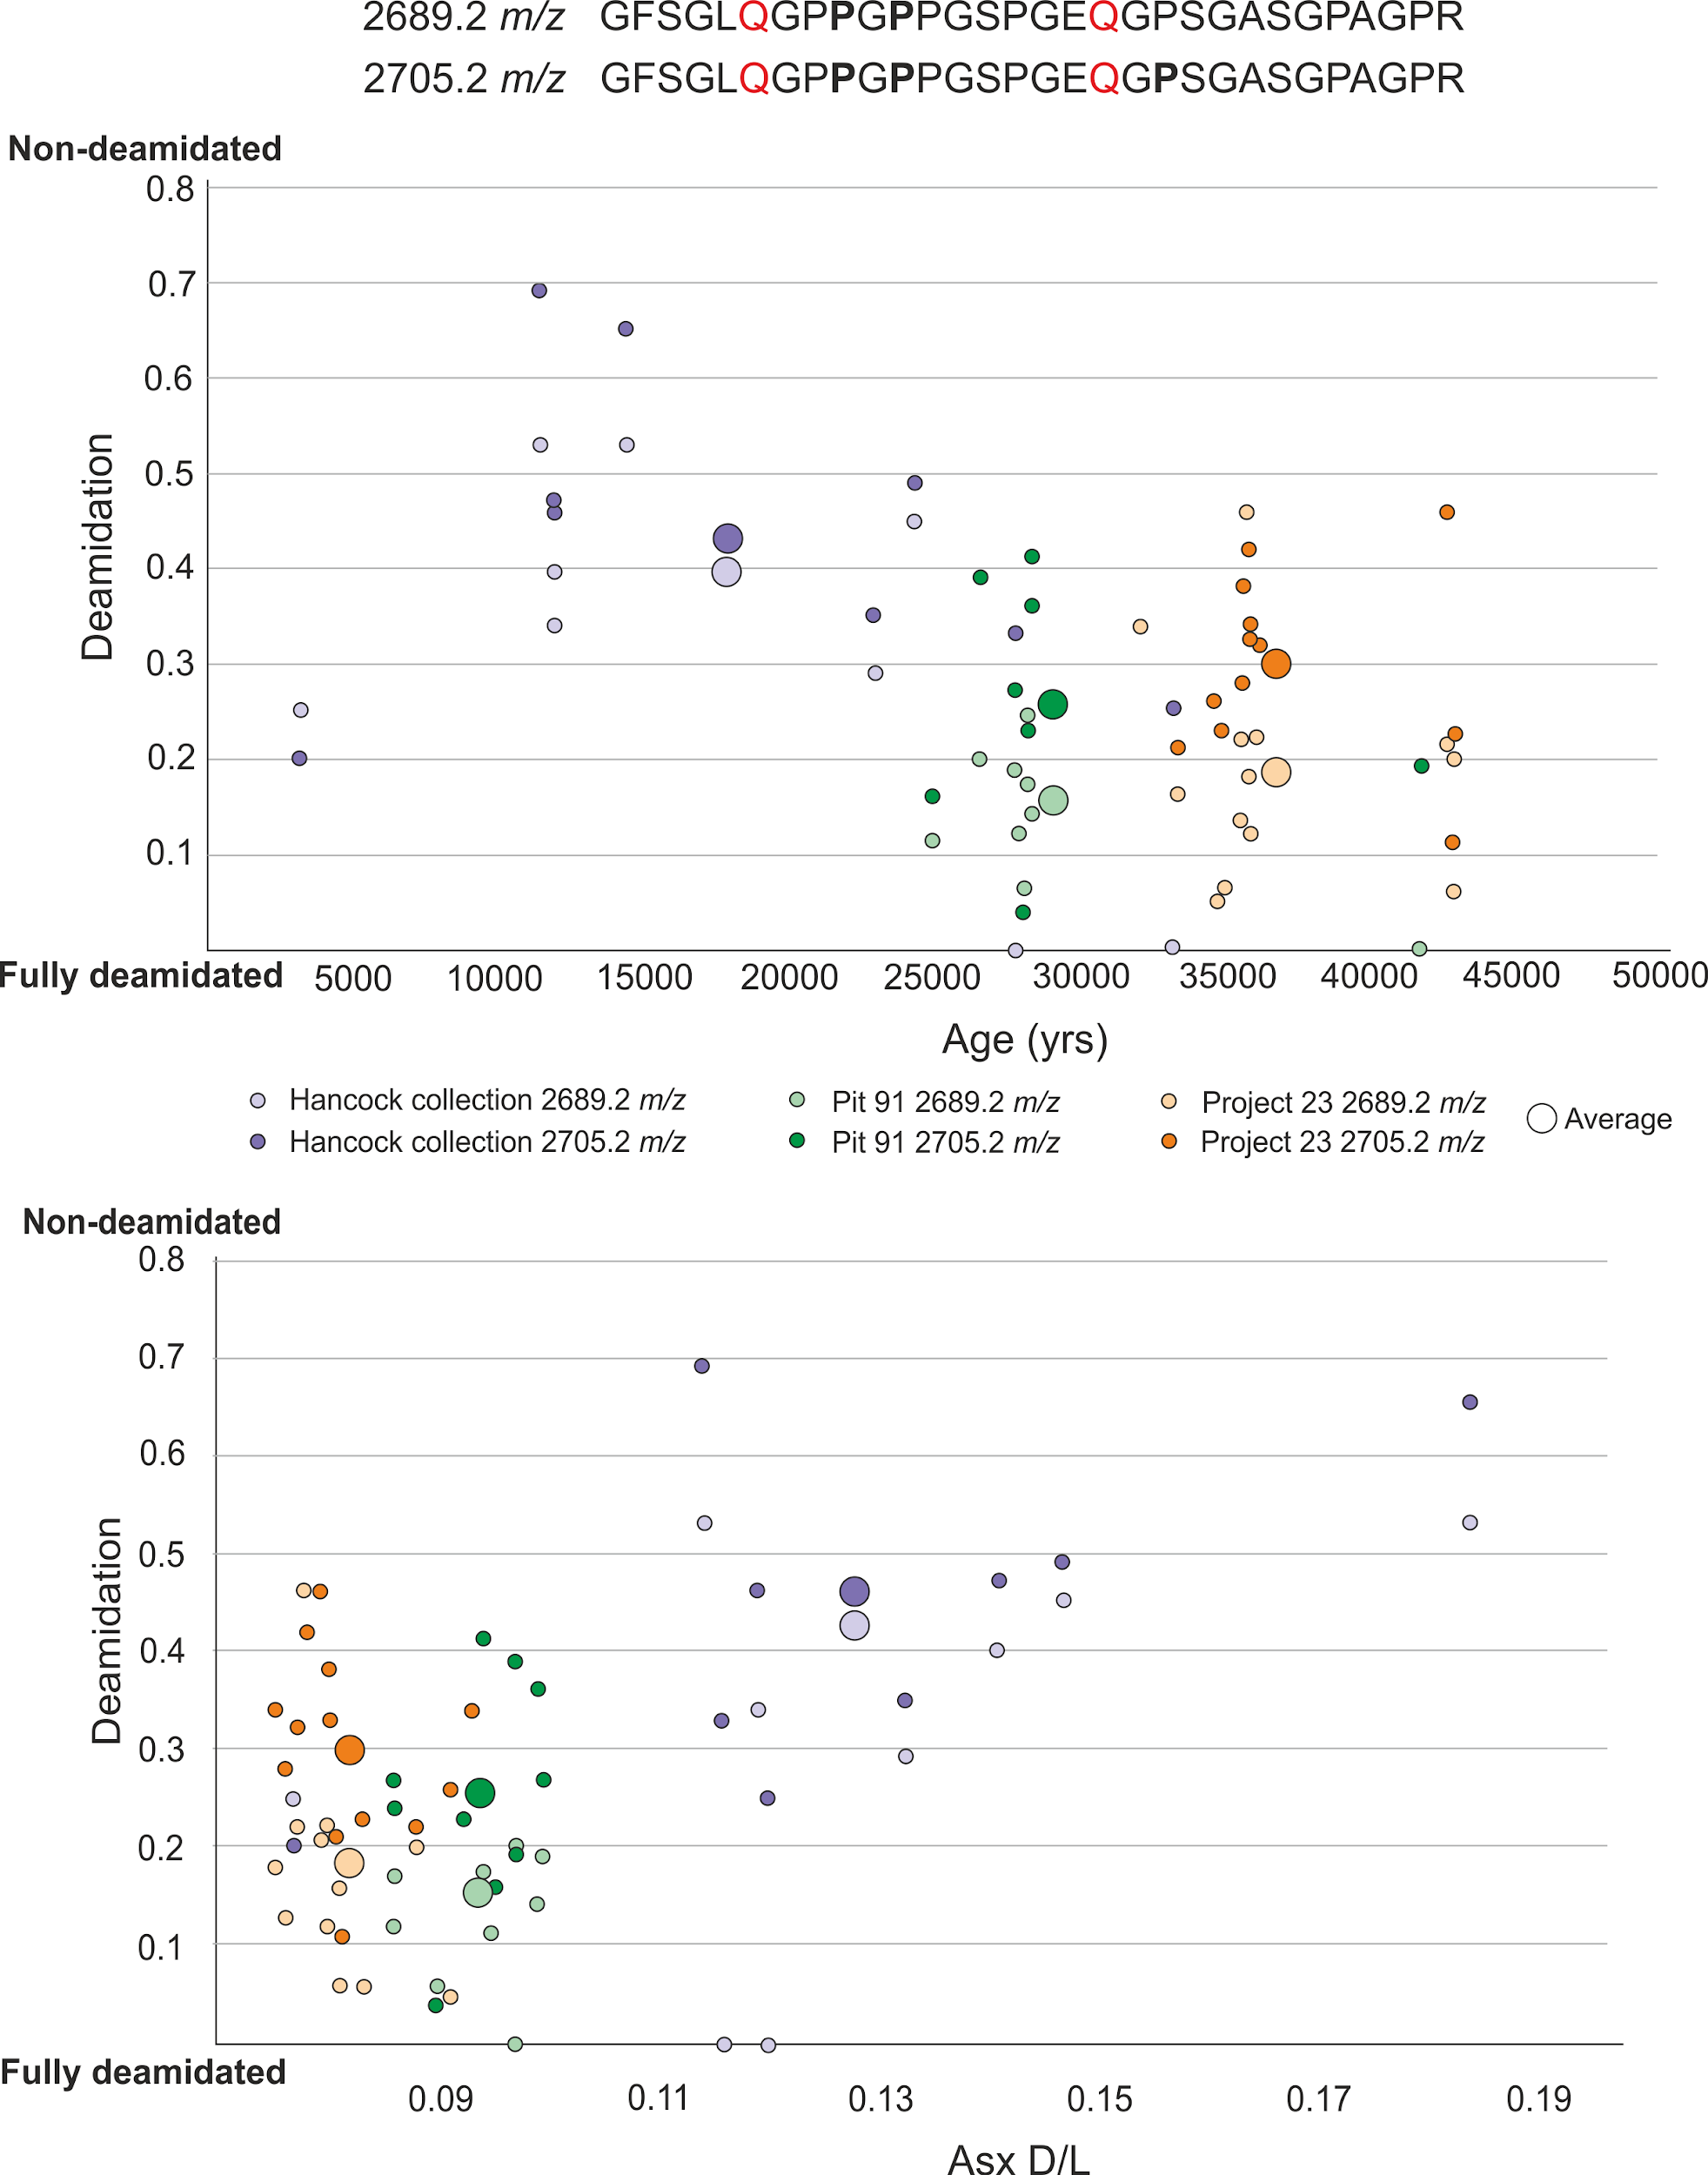 2689.2 m/z GFSGLQGPPPGPPGSPGEQGPSGASGPAGPR
2705.2 m/z GFSGLQGPPGPPGSPGEQGPSGASGPAGPR
Non-deamidated
0.8
0.7
0.6
0.5
0.4
0.3
0.2
0.1
Deamidation
Fully deamidated
5000 10000 15000 20000 25000 30000 35000 40000 45000 50000
Age (yrs)
Hancock collection 2689.2 m/z Pit 91 2689.2 m/z Project 23 2689.2 m/z Average
Hancock collection 2705.2 m/z Pit 91 2705.2 m/z Project 23 2705.2 m/z
Non-deamidated
0.8
0.7
0.6
0.5
0.4
0.3
0.2
0.1
Deamidation
Fully deamidated
0.09 0.11 0.13 0.15 0.17 0.19
Asx D/L